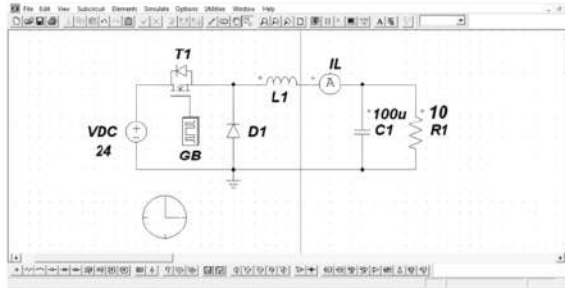 File Edit View Subcircuit Elements Simulate Options Utilities Window Help
T1
IL
A
L1
100u
C1
10
R1
VDC
24
D1
GB